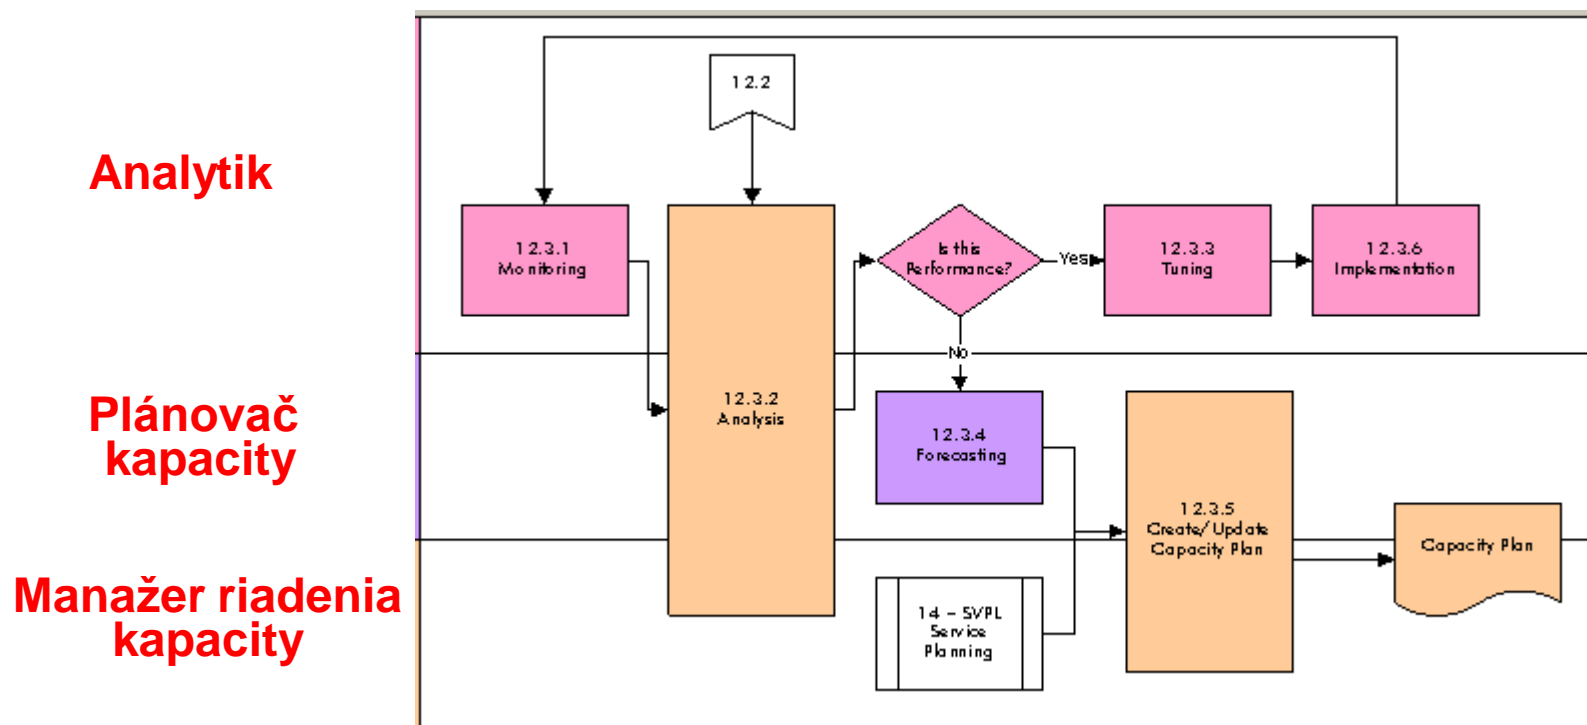 12.2
Analytik
12.3.1
Monitoring
Is this
Performance?
Yes
12.3.3
Tuning
12.3.6
Implementation
No
Plánovač
kapacity
12.3.2
Analysis
12.3.4
Forecasting
12.3.5
Create/Update
Capacity Plan
Capacity Plan
Manažer riadenia
kapacity
14 – SVPL
Service
Planning